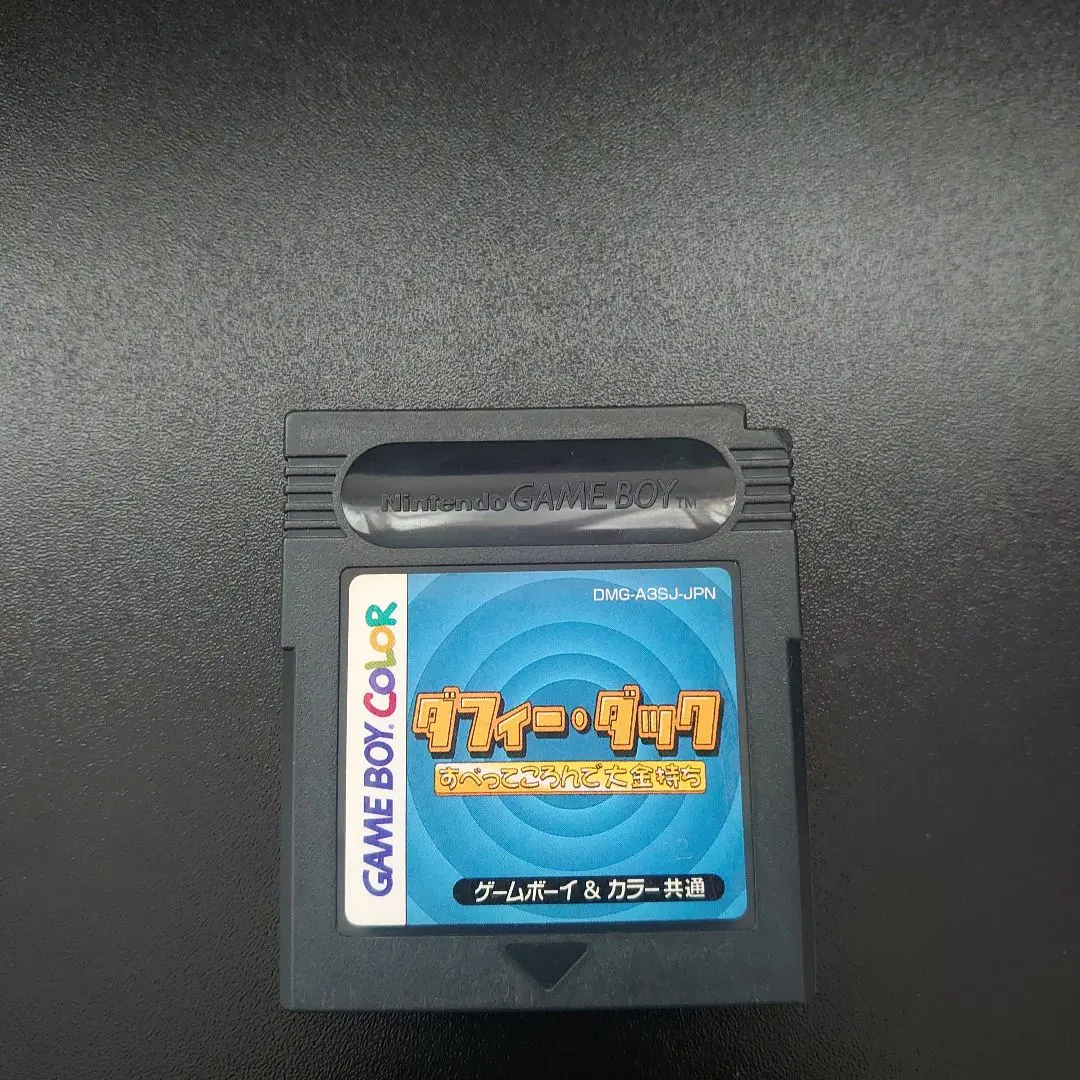 Nintendo GAME BOY™
GAME BOY® COLOR
DMG-A3SJ-JPN
ダフィー・ダック
すべってころんで大金持ち
ゲームボーイ & カラー共通